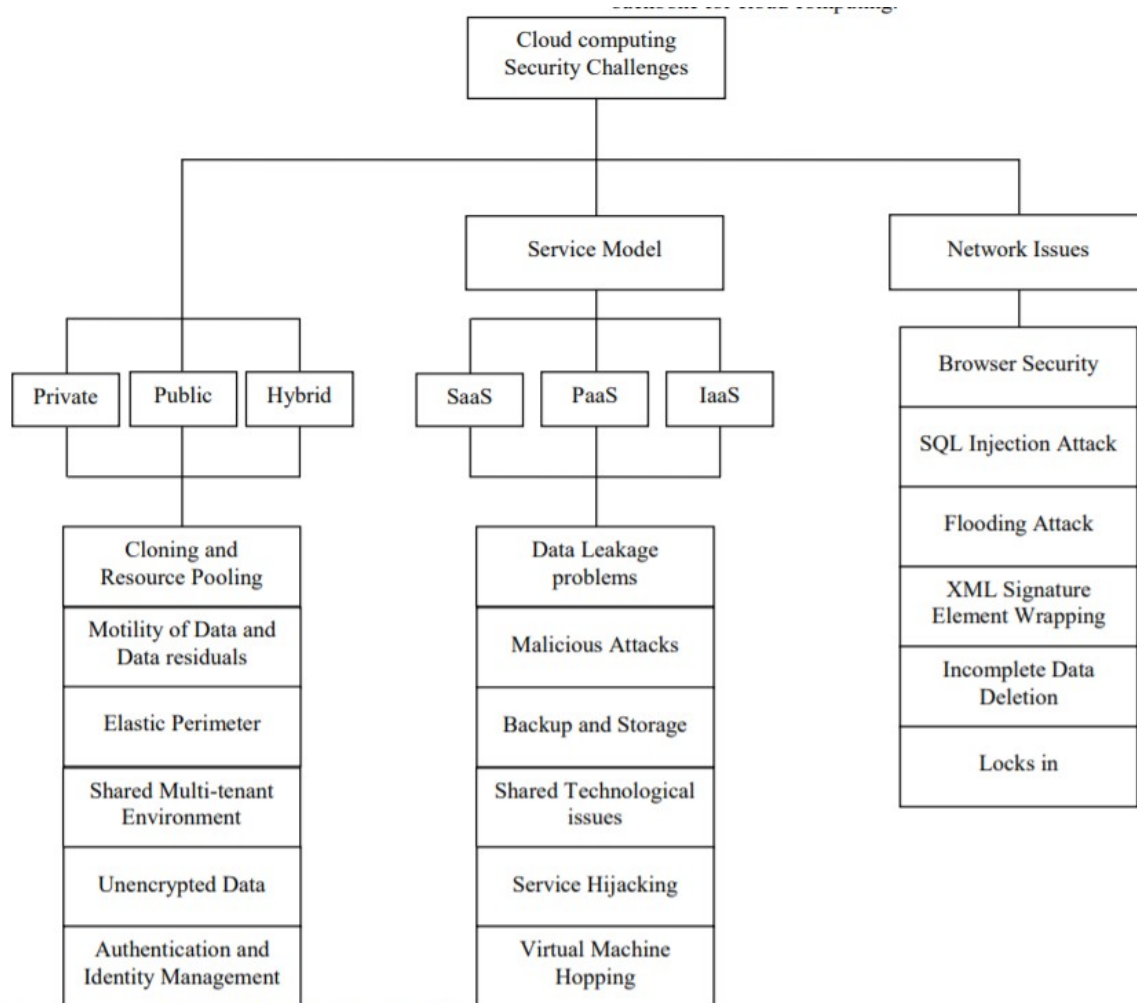 Cloud computing
Security Challenges
Service Model
Network Issues
Private
Public
Hybrid
SaaS
PaaS
IaaS
Cloning and
Resource Pooling
Motility of Data and
Data residuals
Elastic Perimeter
Shared Multi-tenant
Environment
Unencrypted Data
Authentication and
Identity Management
Data Leakage
problems
Malicious Attacks
Backup and Storage
Shared Technological
issues
Service Hijacking
Virtual Machine
Hopping
Browser Security
SQL Injection Attack
Flooding Attack
XML Signature
Element Wrapping
Incomplete Data
Deletion
Locks in